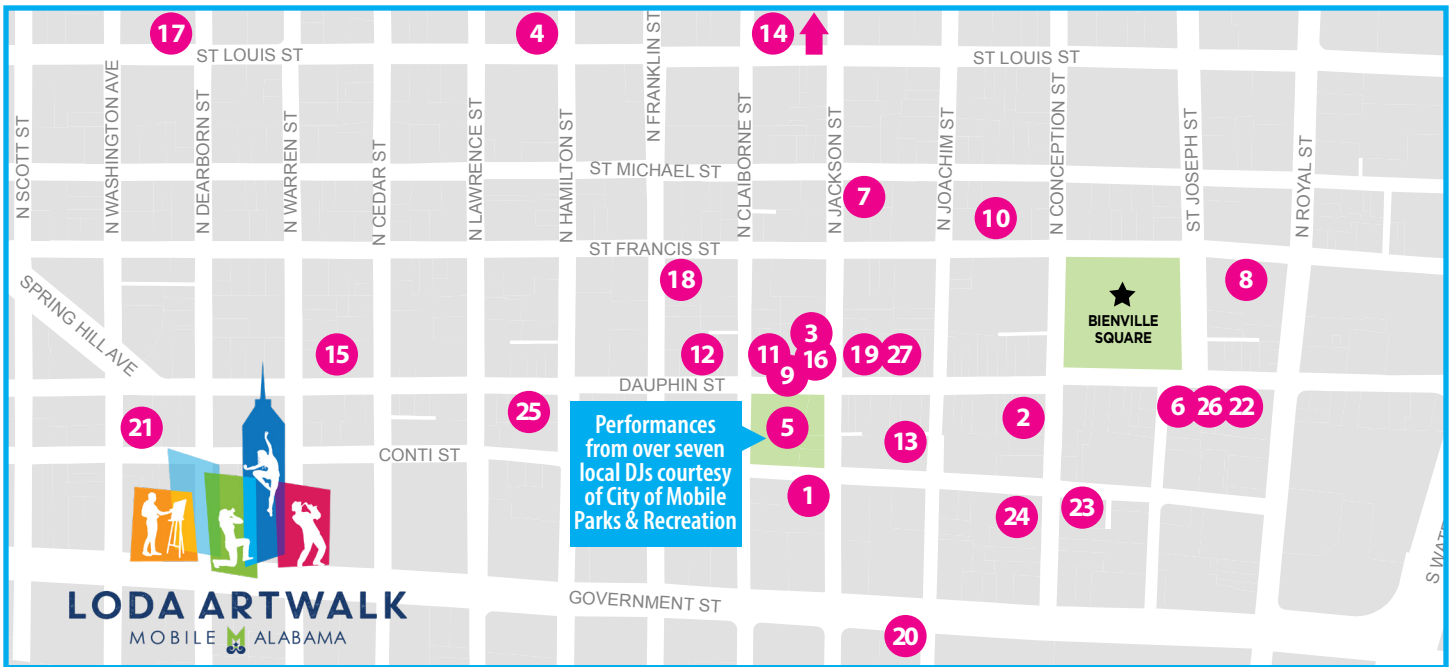 17
4
14
ST LOUIS ST
ST LOUIS ST
N SCOTT ST
N WASHINGTON AVE
N DEARBORN ST
N WARREN ST
N CEDAR ST
N LAWRENCE ST
N HAMILTON ST
N FRANKLIN ST
N CLAIBORNE ST
N JACKSON ST
N JOACHIM ST
N CONCEPTION ST
ST JOSEPH ST
N ROYAL ST
ST MICHAEL ST
7
10
ST FRANCIS ST
18
8
SPRING HILL AVE
BIENVILLE
SQUARE
15
12
11
3
16
9
19
27
DAUPHIN ST
21
25
5
13
2
6
26
22
CONTI ST
Performances
from over seven
local DJs courtesy
of City of Mobile
Parks & Recreation
1
24
23
LODA ARTWALK
MOBILE ALABAMA
GOVERNMENT ST
20